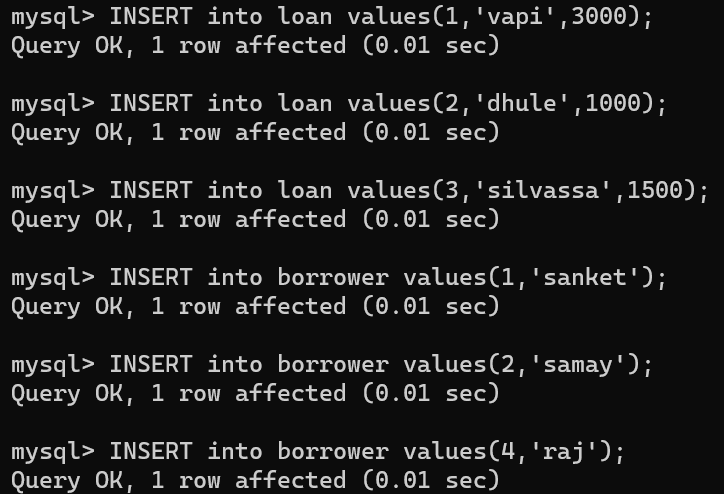 mysql> INSERT into loan values(1,'vapi',3000);
Query OK, 1 row affected (0.01 sec)
mysql> INSERT into loan values(2,'dhule',1000);
Query OK, 1 row affected (0.01 sec)
mysql> INSERT into loan values(3,'silvassa',1500);
Query OK, 1 row affected (0.01 sec)
mysql> INSERT into borrower values(1,'sanket');
Query OK, 1 row affected (0.01 sec)
mysql> INSERT into borrower values(2,'samay');
Query OK, 1 row affected (0.01 sec)
mysql> INSERT into borrower values(4,'raj');
Query OK, 1 row affected (0.01 sec)